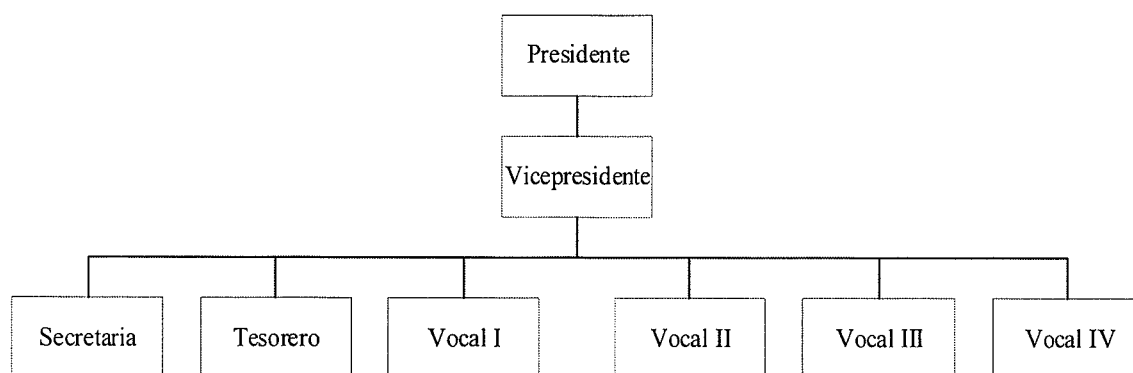 Presidente
Vicepresidente
Secretaria
Tesorero
Vocal I
Vocal II
Vocal III
Vocal IV